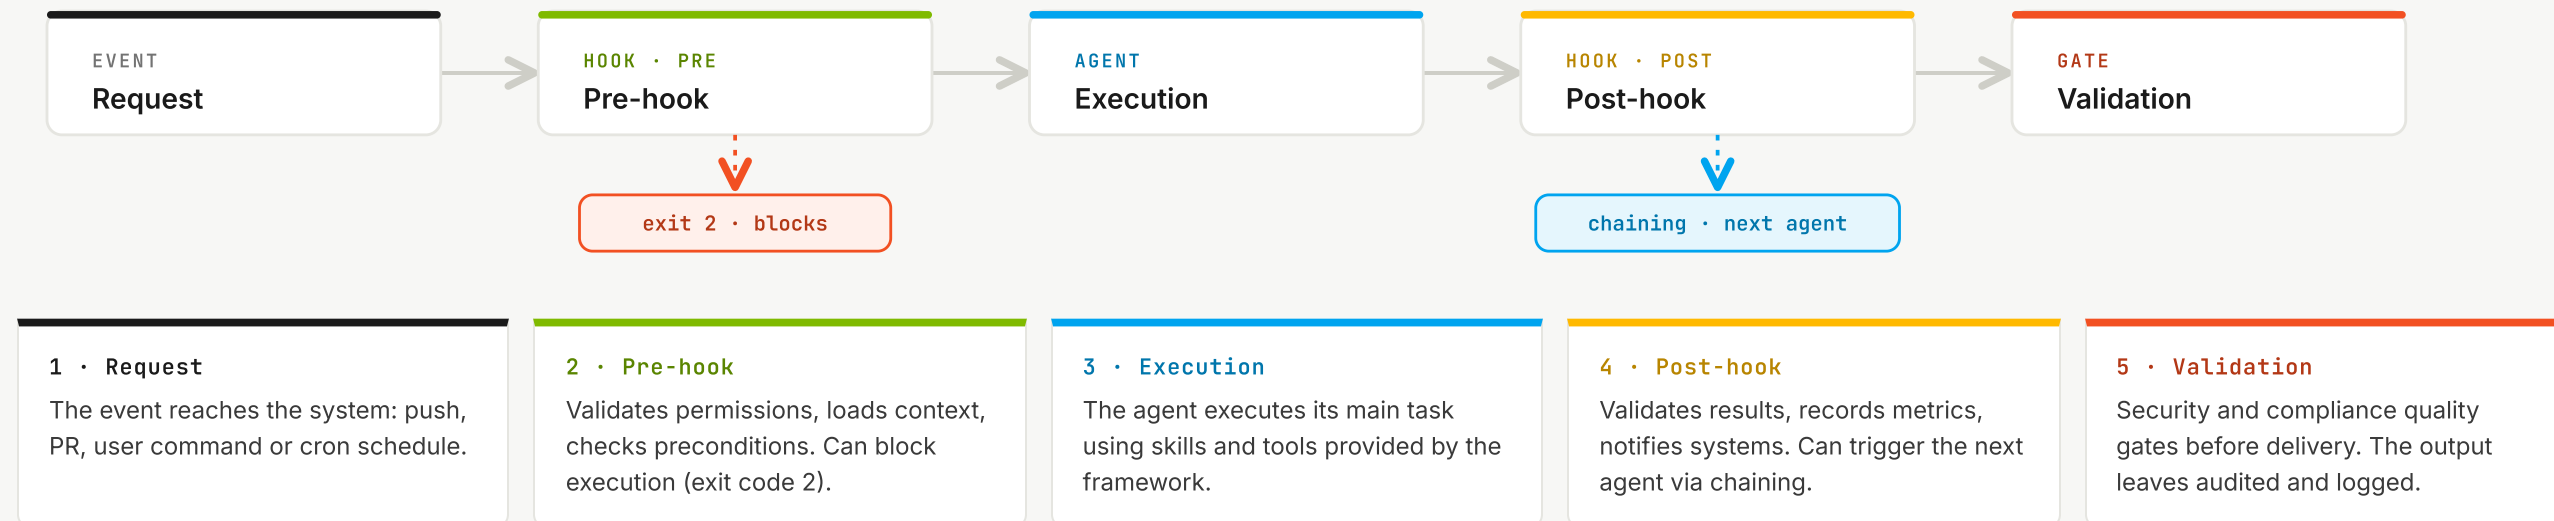 EVENT
Request
HOOK · PRE
Pre-hook
AGENT
Execution
HOOK · POST
Post-hook
GATE
Validation
exit 2 · blocks
chaining · next agent
1 · Request
The event reaches the system: push,
PR, user command or cron schedule.
2 · Pre-hook
Validates permissions, loads context,
checks preconditions. Can block
execution (exit code 2).
3 · Execution
The agent executes its main task
using skills and tools provided by the
framework.
4 · Post-hook
Validates results, records metrics,
notifies systems. Can trigger the next
agent via chaining.
5 · Validation
Security and compliance quality
gates before delivery. The output
leaves audited and logged.